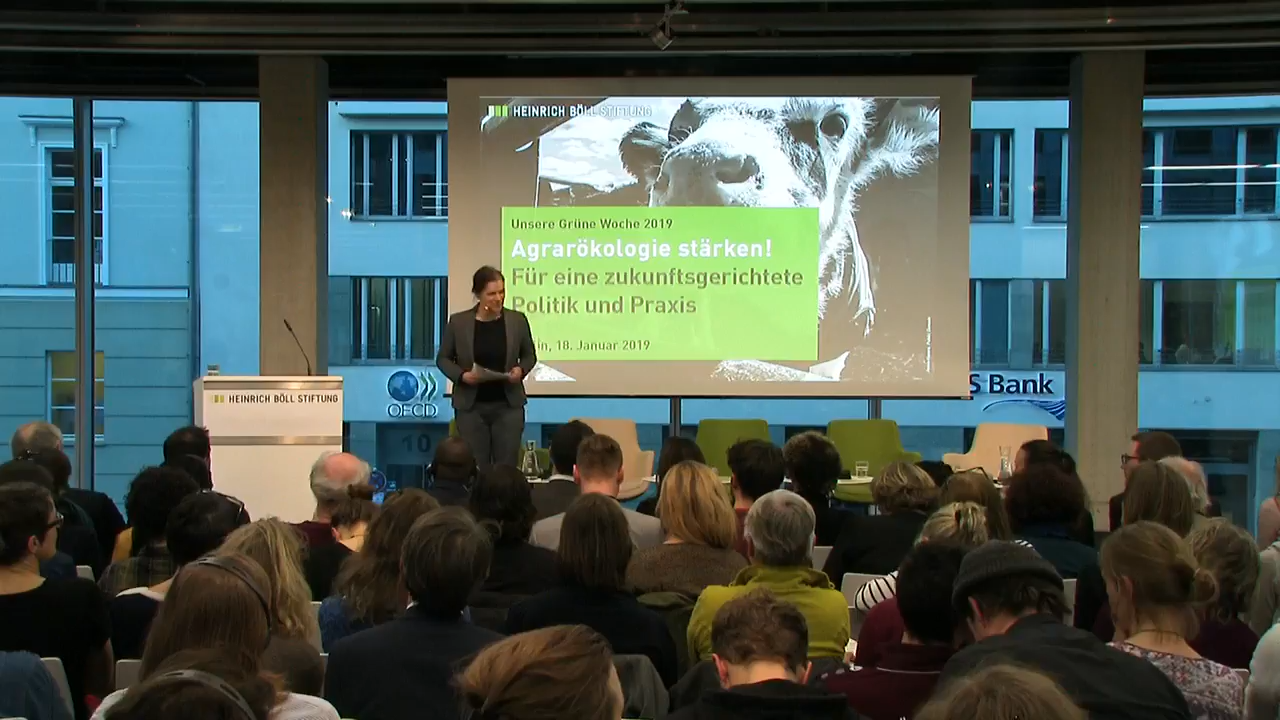 HEINRICH BÖLL STIFTUNG
Unsere Grüne Woche 2019
Agrarökologie stärken!
Für eine zukunftsgerichtete
Politik und Praxis
18. Januar 2019
HEINRICH BÖLL STIFTUNG
OECD
10
S Bank